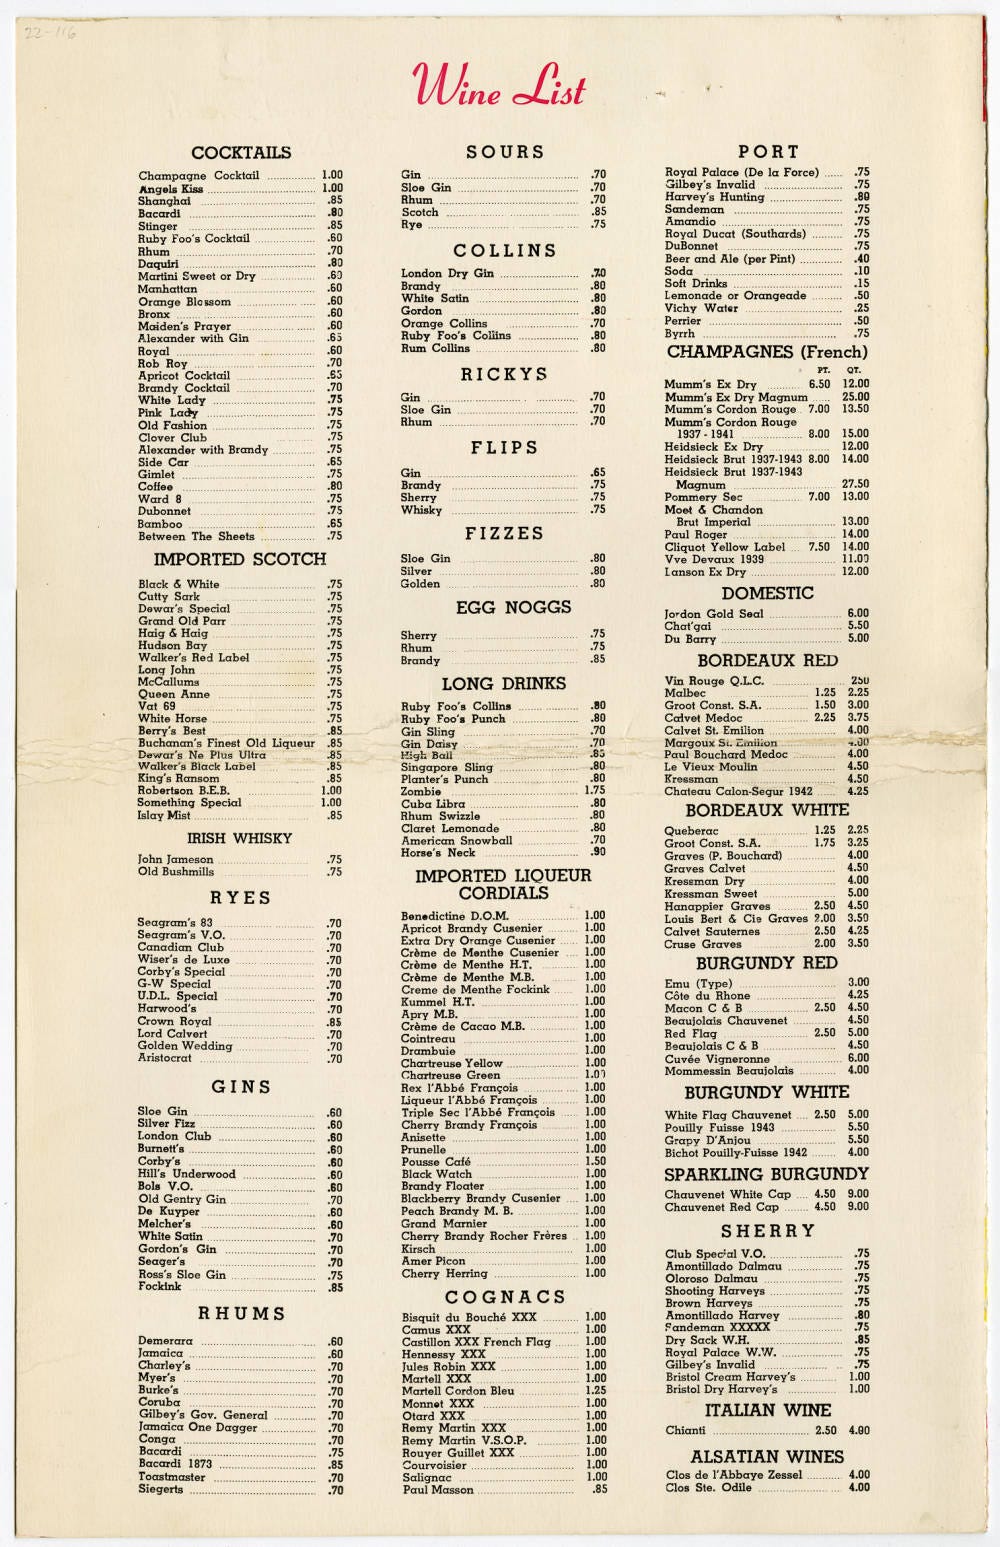 22-116
Wine List
COCKTAILS
Champagne Cocktail 1.00
Angels Kiss 1.00
Shanghai .85
Bacardi .80
Stinger .85
Ruby Foo's Cocktail .60
Rhum .70
Daquiri .80
Martini Sweet or Dry .60
Manhattan .60
Orange Blossom .60
Bronx .60
Maiden's Prayer .60
Alexander with Gin .65
Royal .60
Rob Roy .70
Apricot Cocktail .65
Brandy Cocktail .70
White Lady .75
Pink Lady .75
Old Fashion .75
Clover Club .75
Alexander with Brandy .75
Side Car .65
Gimlet .75
Coffee .80
Ward 8 .75
Dubonnet .75
Bamboo .65
Between The Sheets .75
IMPORTED SCOTCH
Black & White .75
Cutty Sark .75
Dewar's Special .75
Grand Old Parr .75
Haig & Haig .75
Hudson Bay .75
Walker's Red Label .75
Long John .75
McCallums .75
Queen Anne .75
Vat 69 .75
White Horse .75
Berry's Best .85
Buchanan's Finest Old Liqueur .85
Dewar's Ne Plus Ultra .85
Walker's Black Label .85
King's Ransom .85
Robertson B.E.B. 1.00
Something Special 1.00
Islay Mist .85
IRISH WHISKY
John Jameson .75
Old Bushmills .75
RYES
Seagram's 83 .70
Seagram's V.O. .70
Canadian Club .70
Wiser's de Luxe .70
Corby's Special .70
G-W Special .70
U.D.L. Special .70
Harwood's .70
Crown Royal .85
Lord Calvert .70
Golden Wedding .70
Aristocrat .70
GINS
Sloe Gin .60
Silver Fizz .60
London Club .60
Burnett's .60
Corby's .60
Hill's Underwood .60
Bols V.O. .60
Old Gentry Gin .70
De Kuyper .60
Melcher's .60
White Satin .70
Gordon's Gin .70
Seager's .70
Ross's Sloe Gin .75
Fockink .85
RHUMS
Demerara .60
Jamaica .60
Charley's .70
Myer's .70
Burke's .70
Coruba .70
Gilbey's Gov. General .70
Jamaica One Dagger .70
Conga .70
Bacardi .75
Bacardi 1873 .85
Toastmaster .70
Siegerts .70
SOURS
Gin .70
Sloe Gin .70
Rhum .70
Scotch .85
Rye .75
COLLINS
London Dry Gin .70
Brandy .80
White Satin .80
Gordon .80
Orange Collins .70
Ruby Foo's Collins .80
Rum Collins .80
RICKYS
Gin .70
Sloe Gin .70
Rhum .70
FLIPS
Gin .65
Brandy .75
Sherry .75
Whisky .75
FIZZES
Sloe Gin .80
Silver .80
Golden .80
EGG NOGGS
Sherry .75
Rhum .75
Brandy .85
LONG DRINKS
Ruby Foo's Collins .80
Ruby Foo's Punch .80
Gin Sling .70
Gin Daisy .70
High Ball .85
Singapore Sling .80
Planter's Punch .80
Zombie 1.75
Cuba Libra .80
Rhum Swizzle .80
Claret Lemonade .80
American Snowball .70
Horse's Neck .90
IMPORTED LIQUEUR
CORDIALS
Benedictine D.O.M. 1.00
Apricot Brandy Cusenier 1.00
Extra Dry Orange Cusenier 1.00
Crème de Menthe Cusenier 1.00
Crème de Menthe H.T. 1.00
Crème de Menthe M.B. 1.00
Creme de Menthe Fockink 1.00
Kummel H.T. 1.00
Apry M.B. 1.00
Crème de Cacao M.B. 1.00
Cointreau 1.00
Drambuie 1.00
Chartreuse Yellow 1.00
Chartreuse Green 1.00
Rex l'Abbé François 1.00
Liqueur l'Abbé François 1.00
Triple Sec l'Abbé François 1.00
Cherry Brandy François 1.00
Anisette 1.00
Prunelle 1.00
Pousse Café 1.50
Black Watch 1.00
Brandy Floater 1.00
Blackberry Brandy Cusenier 1.00
Peach Brandy M. B. 1.00
Grand Marnier 1.00
Cherry Brandy Rocher Frères 1.00
Kirsch 1.00
Amer Picon 1.00
Cherry Herring 1.00
COGNACS
Bisquit du Bouché XXX 1.00
Camus XXX 1.00
Castillon XXX French Flag 1.00
Hennessy XXX 1.00
Jules Robin XXX 1.00
Martell XXX 1.00
Martell Cordon Bleu 1.25
Monnet XXX 1.00
Otard XXX 1.00
Remy Martin XXX 1.00
Remy Martin V.S.O.P. 1.00
Rouyer Guillet XXX 1.00
Courvoisier 1.00
Salignac 1.00
Paul Masson .85
PORT
Royal Palace (De la Force) .75
Gilbey's Invalid .75
Harvey's Hunting .80
Sandeman .75
Amandio .75
Royal Ducat (Southards) .75
DuBonnet .75
Beer and Ale (per Pint) .40
Soda .10
Soft Drinks .15
Lemonade or Orangeade .50
Vichy Water .25
Perrier .50
Byrrh .75
CHAMPAGNES (French)
PT. QT.
Mumm's Ex Dry 6.50 12.00
Mumm's Ex Dry Magnum 25.00
Mumm's Cordon Rouge 7.00 13.50
Mumm's Cordon Rouge
1937 - 1941 8.00 15.00
Heidsieck Ex Dry 12.00
Heidsieck Brut 1937-1943 8.00 14.00
Heidsieck Brut 1937-1943
Magnum 27.50
Pommery Sec 7.00 13.00
Moet & Chandon
Brut Imperial 13.00
Paul Roger 14.00
Cliquot Yellow Label 7.50 14.00
Vve Devaux 1939 11.00
Lanson Ex Dry 12.00
DOMESTIC
Jordon Gold Seal 6.00
Chat'gai 5.50
Du Barry 5.00
BORDEAUX RED
Vin Rouge Q.L.C. 250
Malbec 1.25 2.25
Groot Const. S.A. 1.50 3.00
Calvet Medoc 2.25 3.75
Calvet St. Emilion 4.00
Margoux St. Emilion 4.00
Paul Bouchard Medoc 4.00
Le Vieux Moulin 4.50
Kressman 4.50
Chateau Calon-Segur 1942 4.25
BORDEAUX WHITE
Queberac 1.25 2.25
Groot Const. S.A. 1.75 3.25
Graves (P. Bouchard) 4.00
Graves Calvet 4.50
Kressman Dry 4.00
Kressman Sweet 5.00
Hanappier Graves 2.50 4.50
Louis Bert & Cie Graves 2.00 3.50
Calvet Sauternes 2.50 4.25
Cruse Graves 2.00 3.50
BURGUNDY RED
Emu (Type) 3.00
Côte du Rhone 4.25
Macon C & B 2.50 4.50
Beaujolais Chauvenet 4.50
Red Flag 2.50 5.00
Beaujolais C & B 4.50
Cuvée Vigneronne 6.00
Mommessin Beaujolais 4.00
BURGUNDY WHITE
White Flag Chauvenet 2.50 5.00
Pouilly Fuisse 1943 5.50
Grapy D'Anjou 5.50
Bichot Pouilly-Fuisse 1942 4.00
SPARKLING BURGUNDY
Chauvenet White Cap 4.50 9.00
Chauvenet Red Cap 4.50 9.00
SHERRY
Club Special V.O. .75
Amontillado Dalmau .75
Oloroso Dalmau .75
Shooting Harveys .75
Brown Harveys .75
Amontillado Harvey .80
Sandeman XXXXX .75
Dry Sack W.H. .85
Royal Palace W.W. .75
Gilbey's Invalid .75
Bristol Cream Harvey's 1.00
Bristol Dry Harvey's 1.00
ITALIAN WINE
Chianti 2.50 4.00
ALSATIAN WINES
Clos de l'Abbaye Zessel 4.00
Clos Ste. Odile 4.00